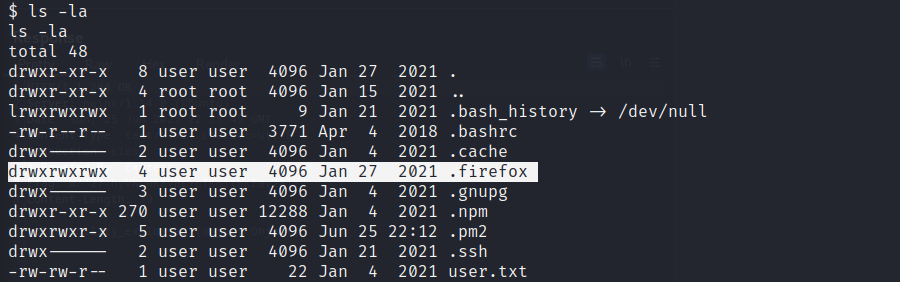 $ ls -la
ls -la
total 48
drwxr-xr-x   8 user user  4096 Jan 27  2021 .
drwxr-xr-x   4 root root  4096 Jan 15  2021 ..
lrwxrwxrwx   1 root root     9 Jan 21  2021 .bash_history -> /dev/null
-rw-r--r--   1 user user  3771 Apr  4  2018 .bashrc
drwx------   2 user user  4096 Jan  4  2021 .cache
drwxrwxrwx   4 user user  4096 Jan 27  2021 .firefox
drwx------   3 user user  4096 Jan  4  2021 .gnupg
drwxr-xr-x 270 user user 12288 Jan  4  2021 .npm
drwxrwxr-x   5 user user  4096 Jun 25 22:12 .pm2
drwx------   2 user user  4096 Jan 21  2021 .ssh
-rw-rw-r--   1 user user    22 Jan  4  2021 user.txt